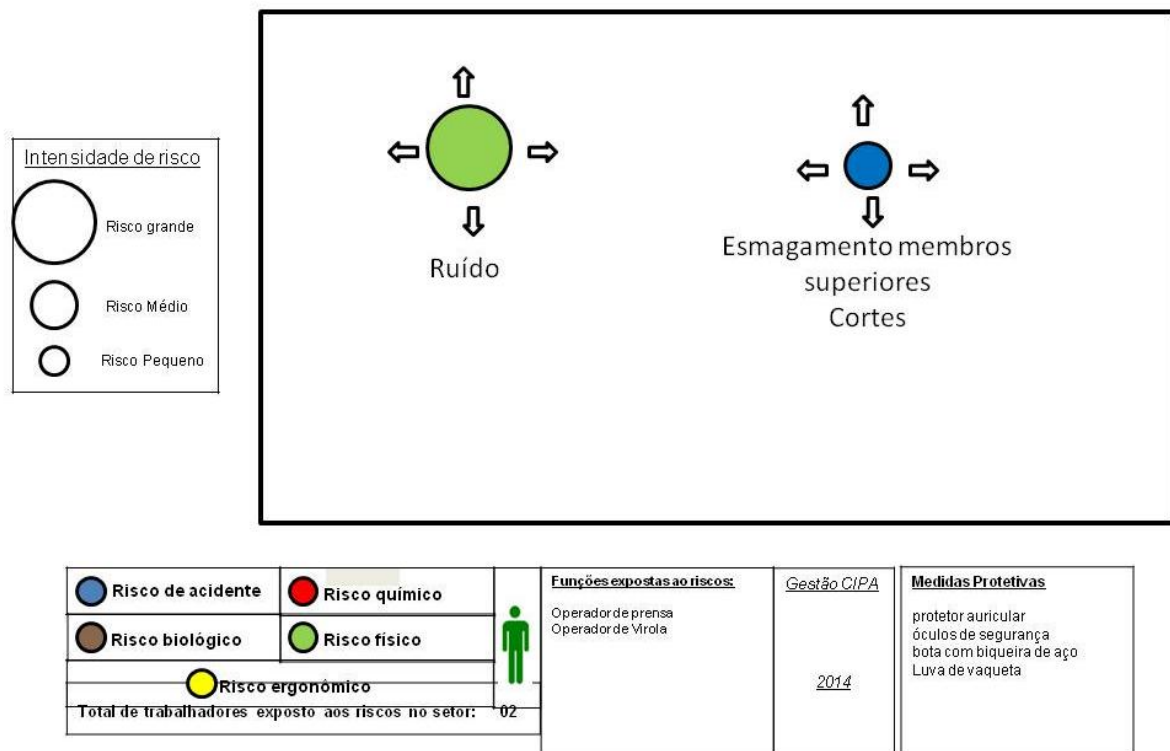 Intensidade de risco
Risco grande
Risco Médio
Risco Pequeno
Ruído
Esmagamento membros
superiores
Cortes
Risco de acidente
Risco químico
Risco biológico
Risco físico
Risco ergonômico
Total de trabalhadores exposto aos riscos no setor: 02
Funções expostas ao riscos:
Operador de prensa
Operador de Virola
Gestão CIPA
2014
Medidas Protetivas
protetor auricular
óculos de segurança
bota com biqueira de aço
Luva de vaqueta